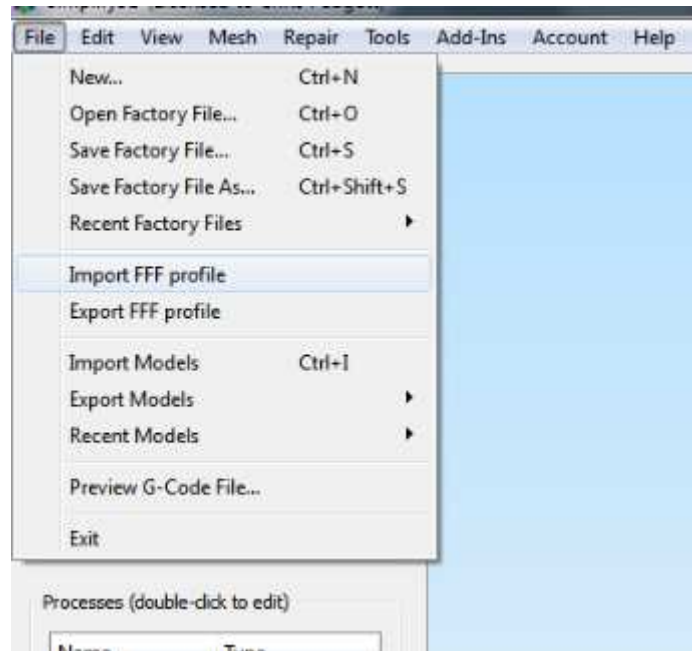 File Edit View Mesh Repair Tools Add-Ins Account Help
New... Ctrl+N
Open Factory File... Ctrl+O
Save Factory File... Ctrl+S
Save Factory File As... Ctrl+Shift+S
Recent Factory Files
Import FFF profile
Export FFF profile
Import Models Ctrl+I
Export Models
Recent Models
Preview G-Code File...
Exit
Processes (double-click to edit)
Name Type